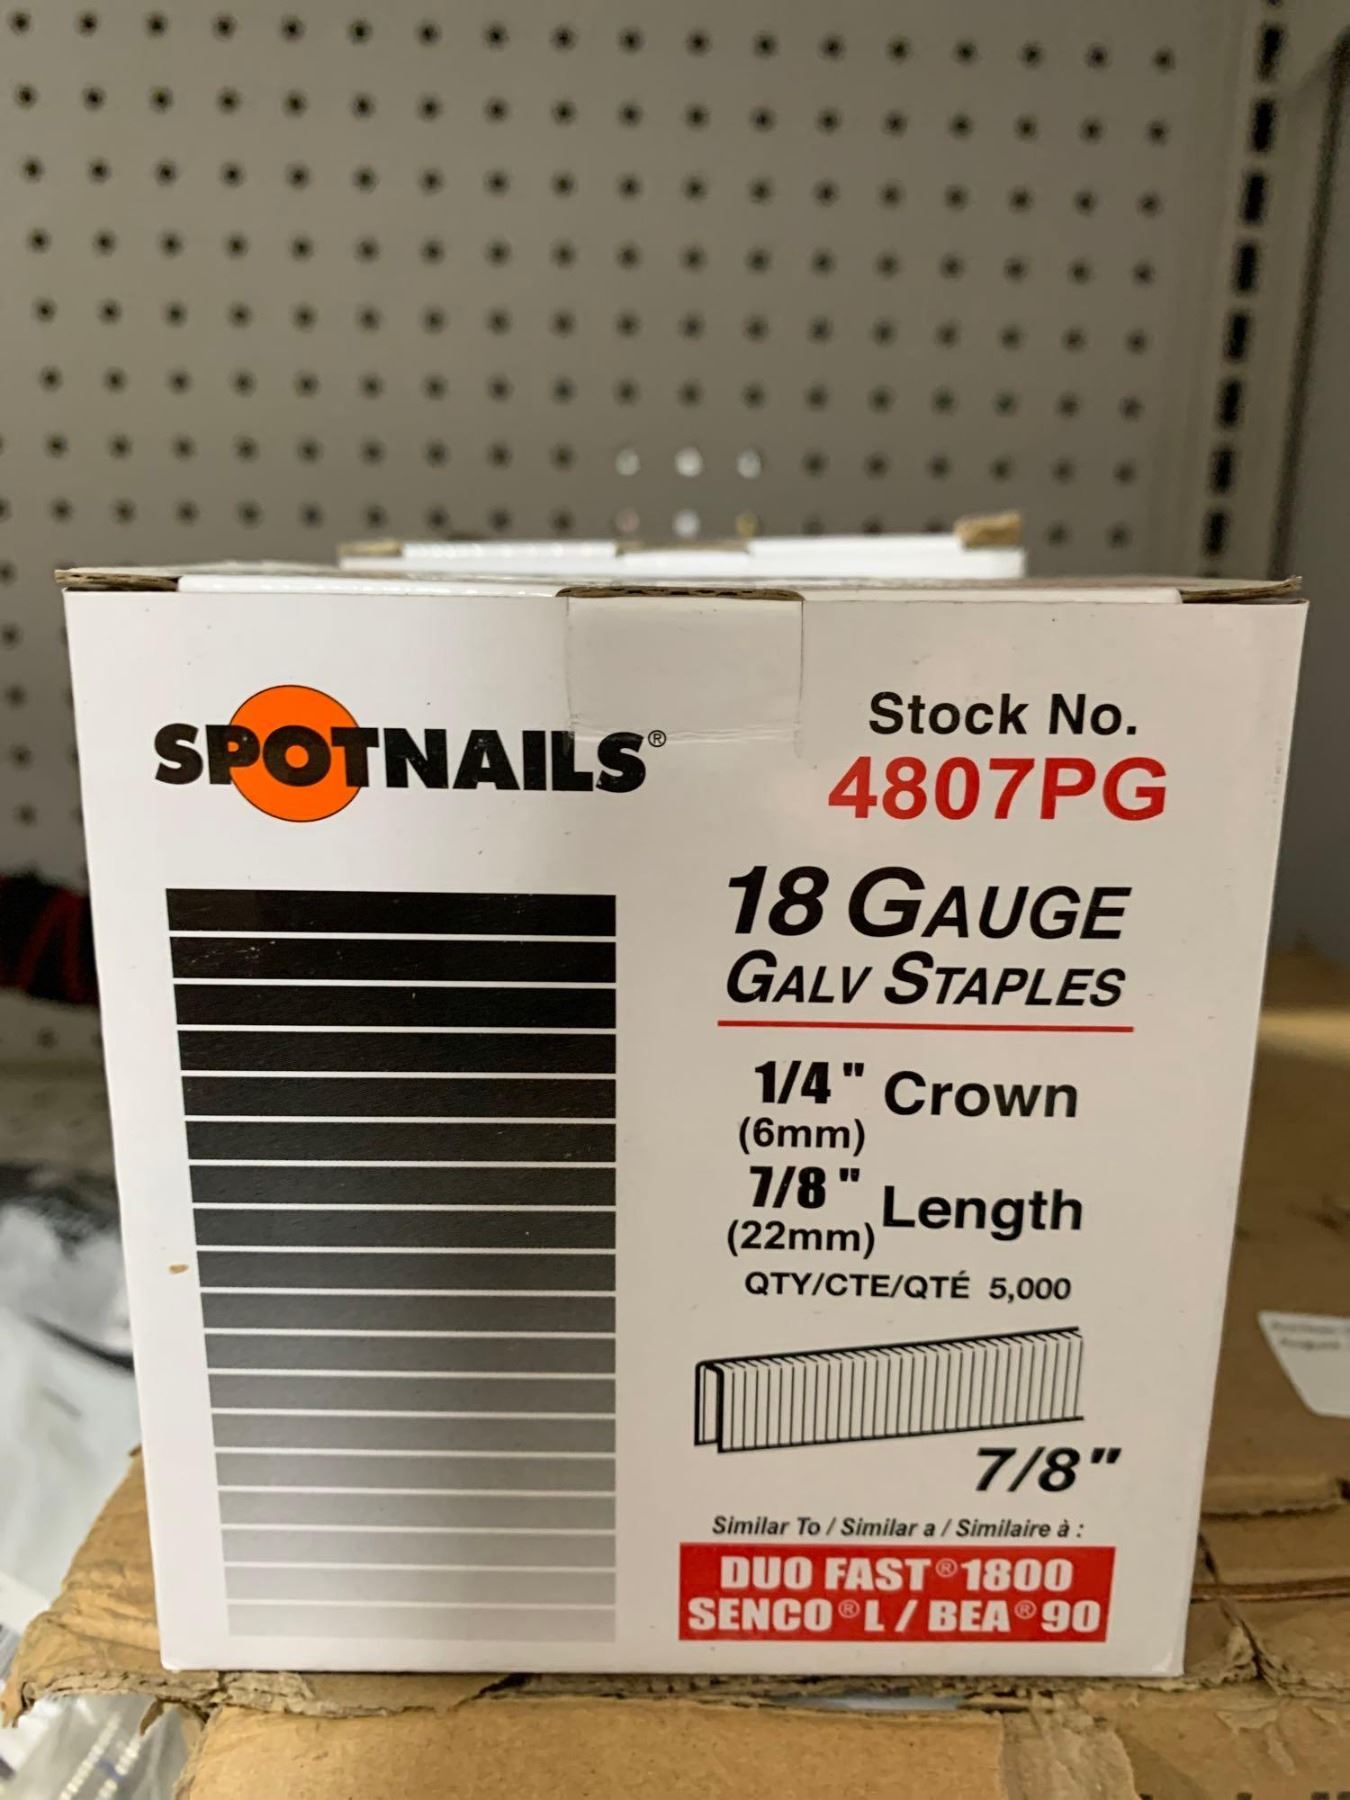 SPOTNAILS®
Stock No.
4807PG
18 GAUGE
GALV STAPLES
1/4" Crown
(6mm)
7/8" Length
(22mm)
QTY/CTE/QTÉ 5,000
7/8"
Similar To / Similar a / Similaire à :
DUO FAST® 1800
SENCO® L / BEA® 90